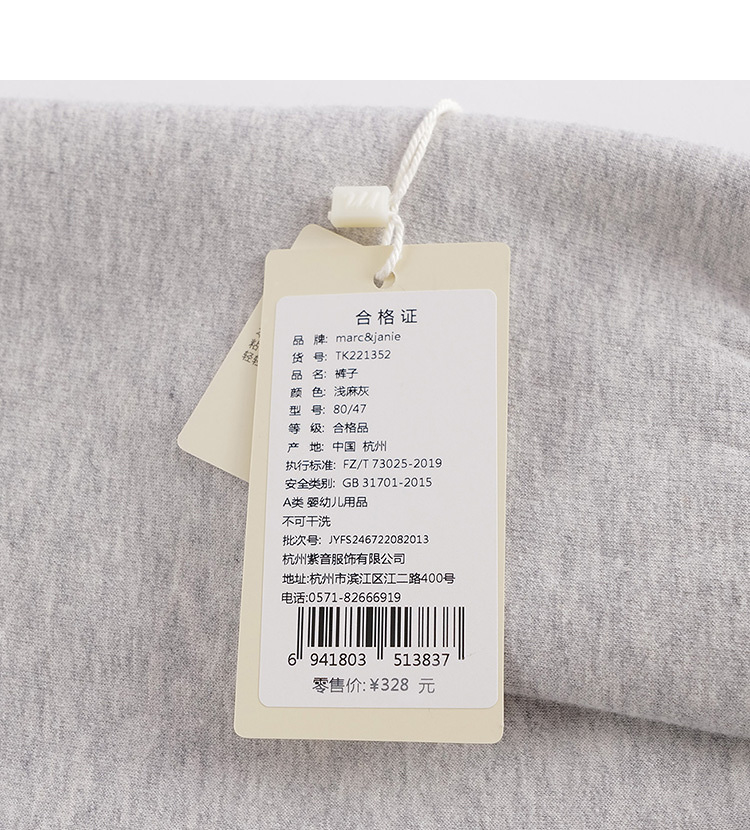 合格证
品 牌: marc&janie
货 号: TK221352
品 名: 裤子
颜 色: 浅麻灰
型 号: 80/47
等 级: 合格品
产 地: 中国 杭州
执行标准: FZ/T 73025-2019
安全类别: GB 31701-2015
A类 婴幼儿用品
不可干洗
批次号: JYFS246722082013
杭州紫音服饰有限公司
地址:杭州市滨江区江二路400号
电话:0571-82666919
6 941803 513837
零售价:¥328 元